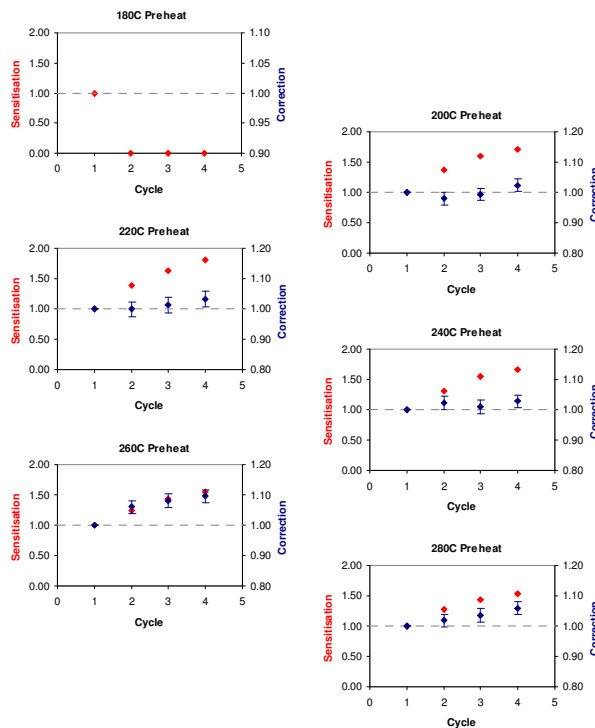 180C Preheat
2.00
1.50
1.00
0.50
0.00
1.10
1.05
1.00
0.95
0.90
0 1 2 3 4 5
Cycle
Sensitisation
Correction
200C Preheat
2.00
1.50
1.00
0.50
0.00
1.20
1.10
1.00
0.90
0.80
0 1 2 3 4 5
Cycle
Sensitisation
Correction
220C Preheat
2.00
1.50
1.00
0.50
0.00
1.20
1.10
1.00
0.90
0.80
0 1 2 3 4 5
Cycle
Sensitisation
Correction
240C Preheat
2.00
1.50
1.00
0.50
0.00
1.20
1.10
1.00
0.90
0.80
0 1 2 3 4 5
Cycle
Sensitisation
Correction
260C Preheat
2.00
1.50
1.00
0.50
0.00
1.20
1.10
1.00
0.90
0.80
0 1 2 3 4 5
Cycle
Sensitisation
Correction
280C Preheat
2.00
1.50
1.00
0.50
0.00
1.20
1.10
1.00
0.90
0.80
0 1 2 3 4 5
Cycle
Sensitisation
Correction